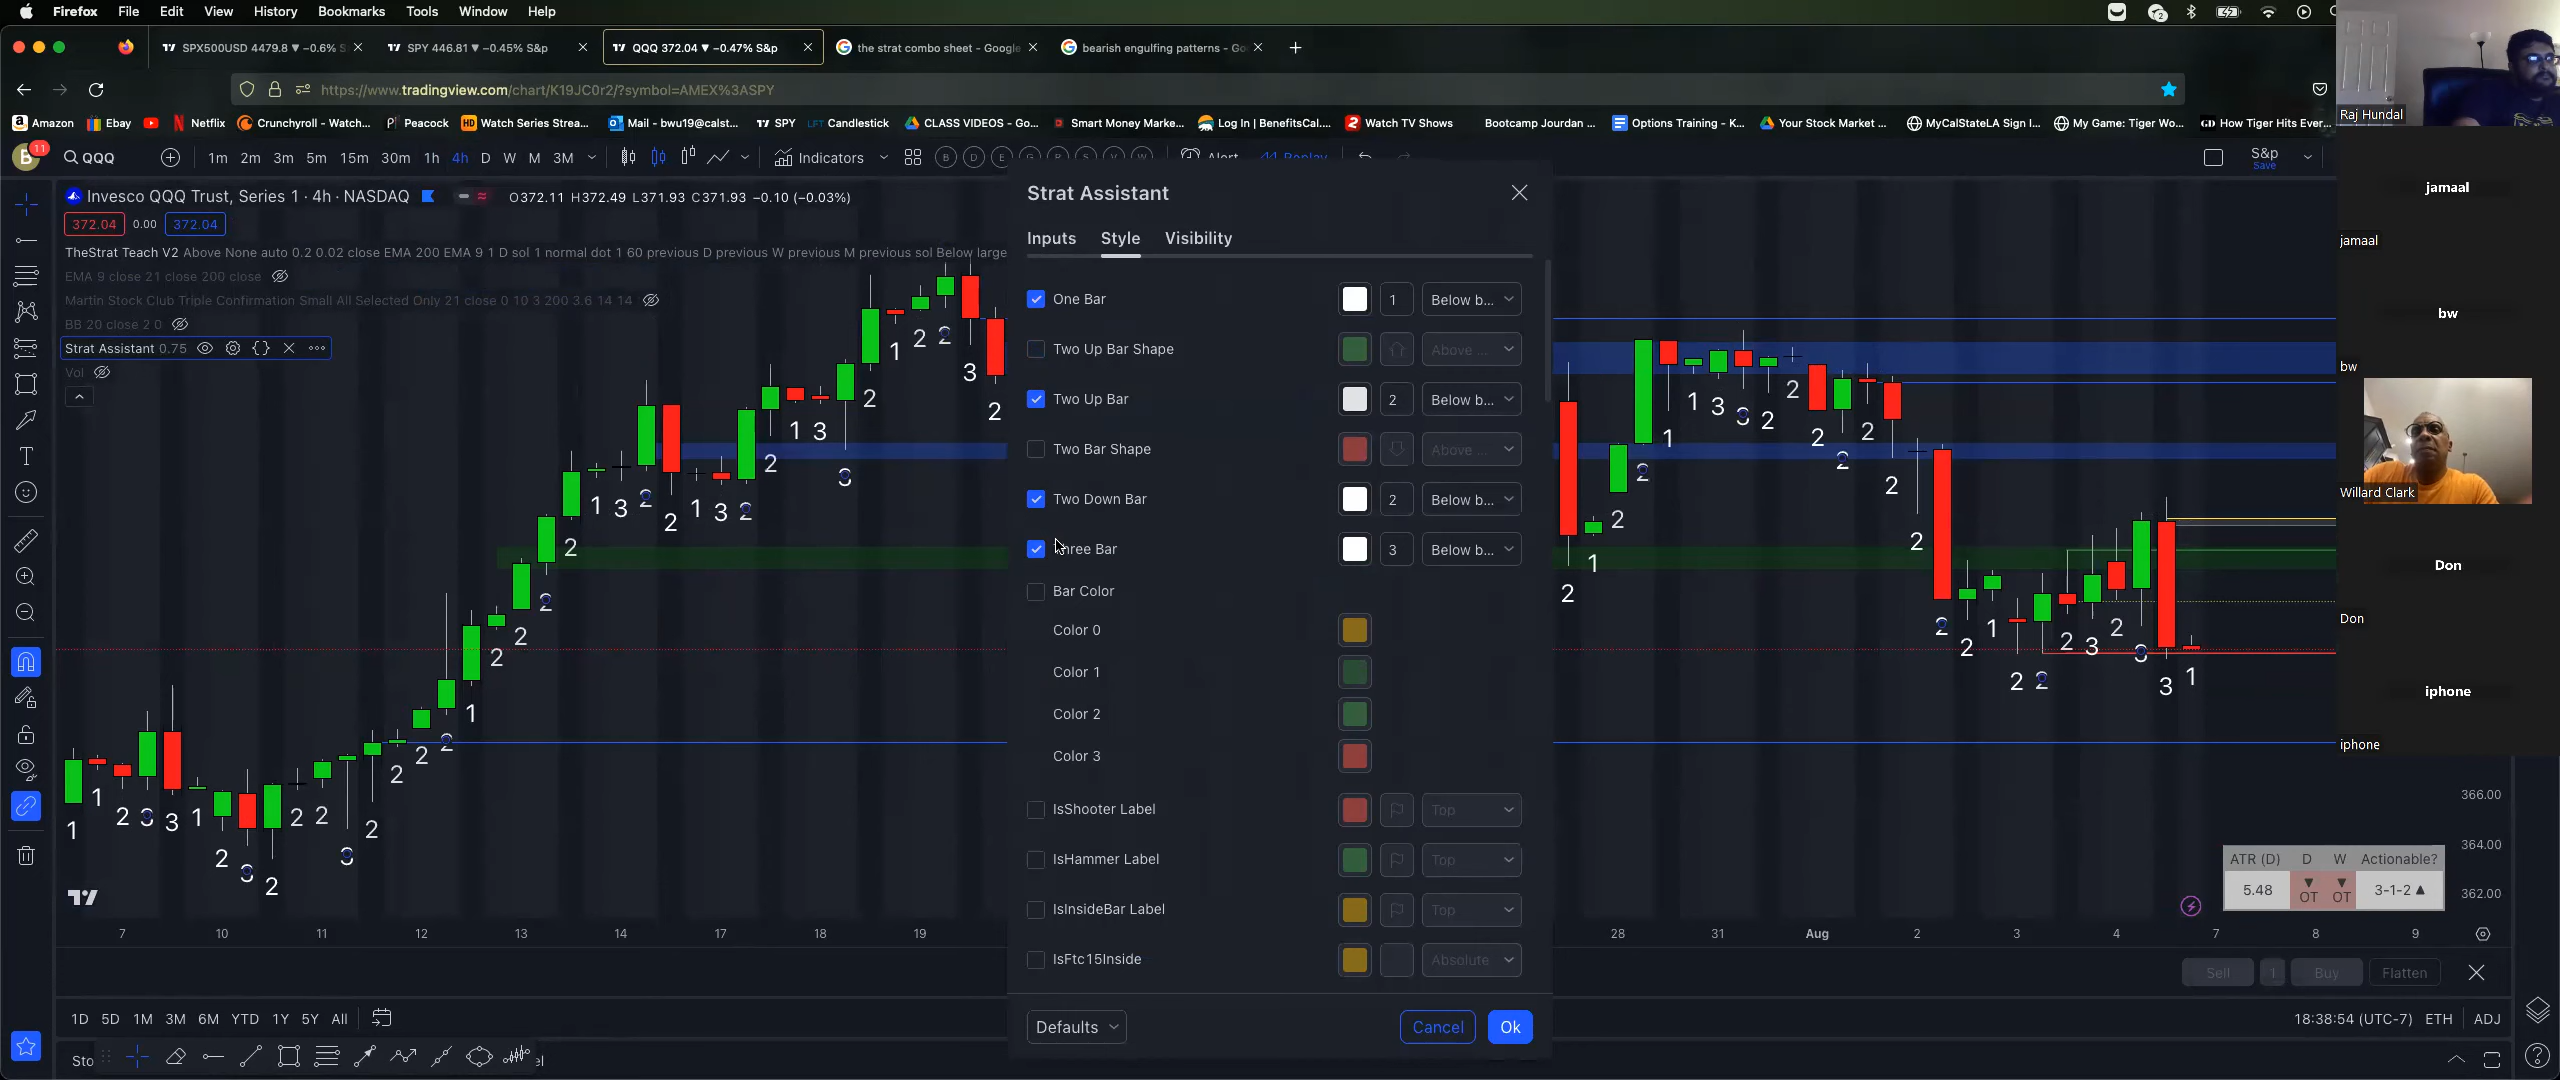 Firefox File Edit View History Bookmarks Tools Window Help
SPX500USD 4479.8 ▼ −0.6% S
SPY 446.81 ▼ −0.45% S&p
QQQ 372.04 ▼ −0.47% S&p
the strat combo sheet - Google
bearish engulfing patterns - Go
https://www.tradingview.com/chart/K19JC0r2/?symbol=AMEX%3ASPY
Amazon Ebay Netflix Crunchyroll - Watch... Peacock Watch Series Strea... Mail - bwu19@calst... SPY Candlestick CLASS VIDEOS - Go... Smart Money Marke... Log In | BenefitsCal.... Watch TV Shows Bootcamp Jourdan ... Options Training - K... Your Stock Market ... MyCalStateLA Sign I... My Game: Tiger Wo... How Tiger Hits Ever...
11
QQQ 1m 2m 3m 5m 15m 30m 1h 4h D W M 3M Indicators Alert Replay S&p
Save
Invesco QQQ Trust, Series 1 · 4h · NASDAQ O372.11 H372.49 L371.93 C371.93 −0.10 (−0.03%)
372.04 0.00 372.04
TheStrat Teach V2 Above None auto 0.2 0.02 close EMA 200 EMA 9 1 D sol 1 normal dot 1 60 previous D previous W previous M previous sol Below large
EMA 9 close 21 close 200 close
Martin Stock Club Triple Confirmation Small All Selected Only 21 close 0 10 3 200 3.6 14 14
BB 20 close 2 0
Strat Assistant 0.75
Vol
Strat Assistant
Inputs Style Visibility
One Bar 1 Below b...
Two Up Bar Shape Above ...
Two Up Bar 2 Below b...
Two Bar Shape Above ...
Two Down Bar 2 Below b...
hree Bar 3 Below b...
Bar Color
Color 0
Color 1
Color 2
Color 3
IsShooter Label Top
IsHammer Label Top
IsInsideBar Label Top
IsFtc15Inside Absolute
Defaults Cancel Ok
366.00
364.00
362.00
ATR (D) D W Actionable?
5.48 ▼ OT ▼ OT 3-1-2 ▲
7 10 11 12 13 14 17 18 19 28 31 Aug 2 3 4 7 8 9
Sell 1 Buy Flatten
1D 5D 1M 3M 6M YTD 1Y 5Y All
18:38:54 (UTC-7) ETH ADJ
Sto
Raj Hundal
jamaal
jamaal
bw
bw
Willard Clark
Don
Don
iphone
iphone